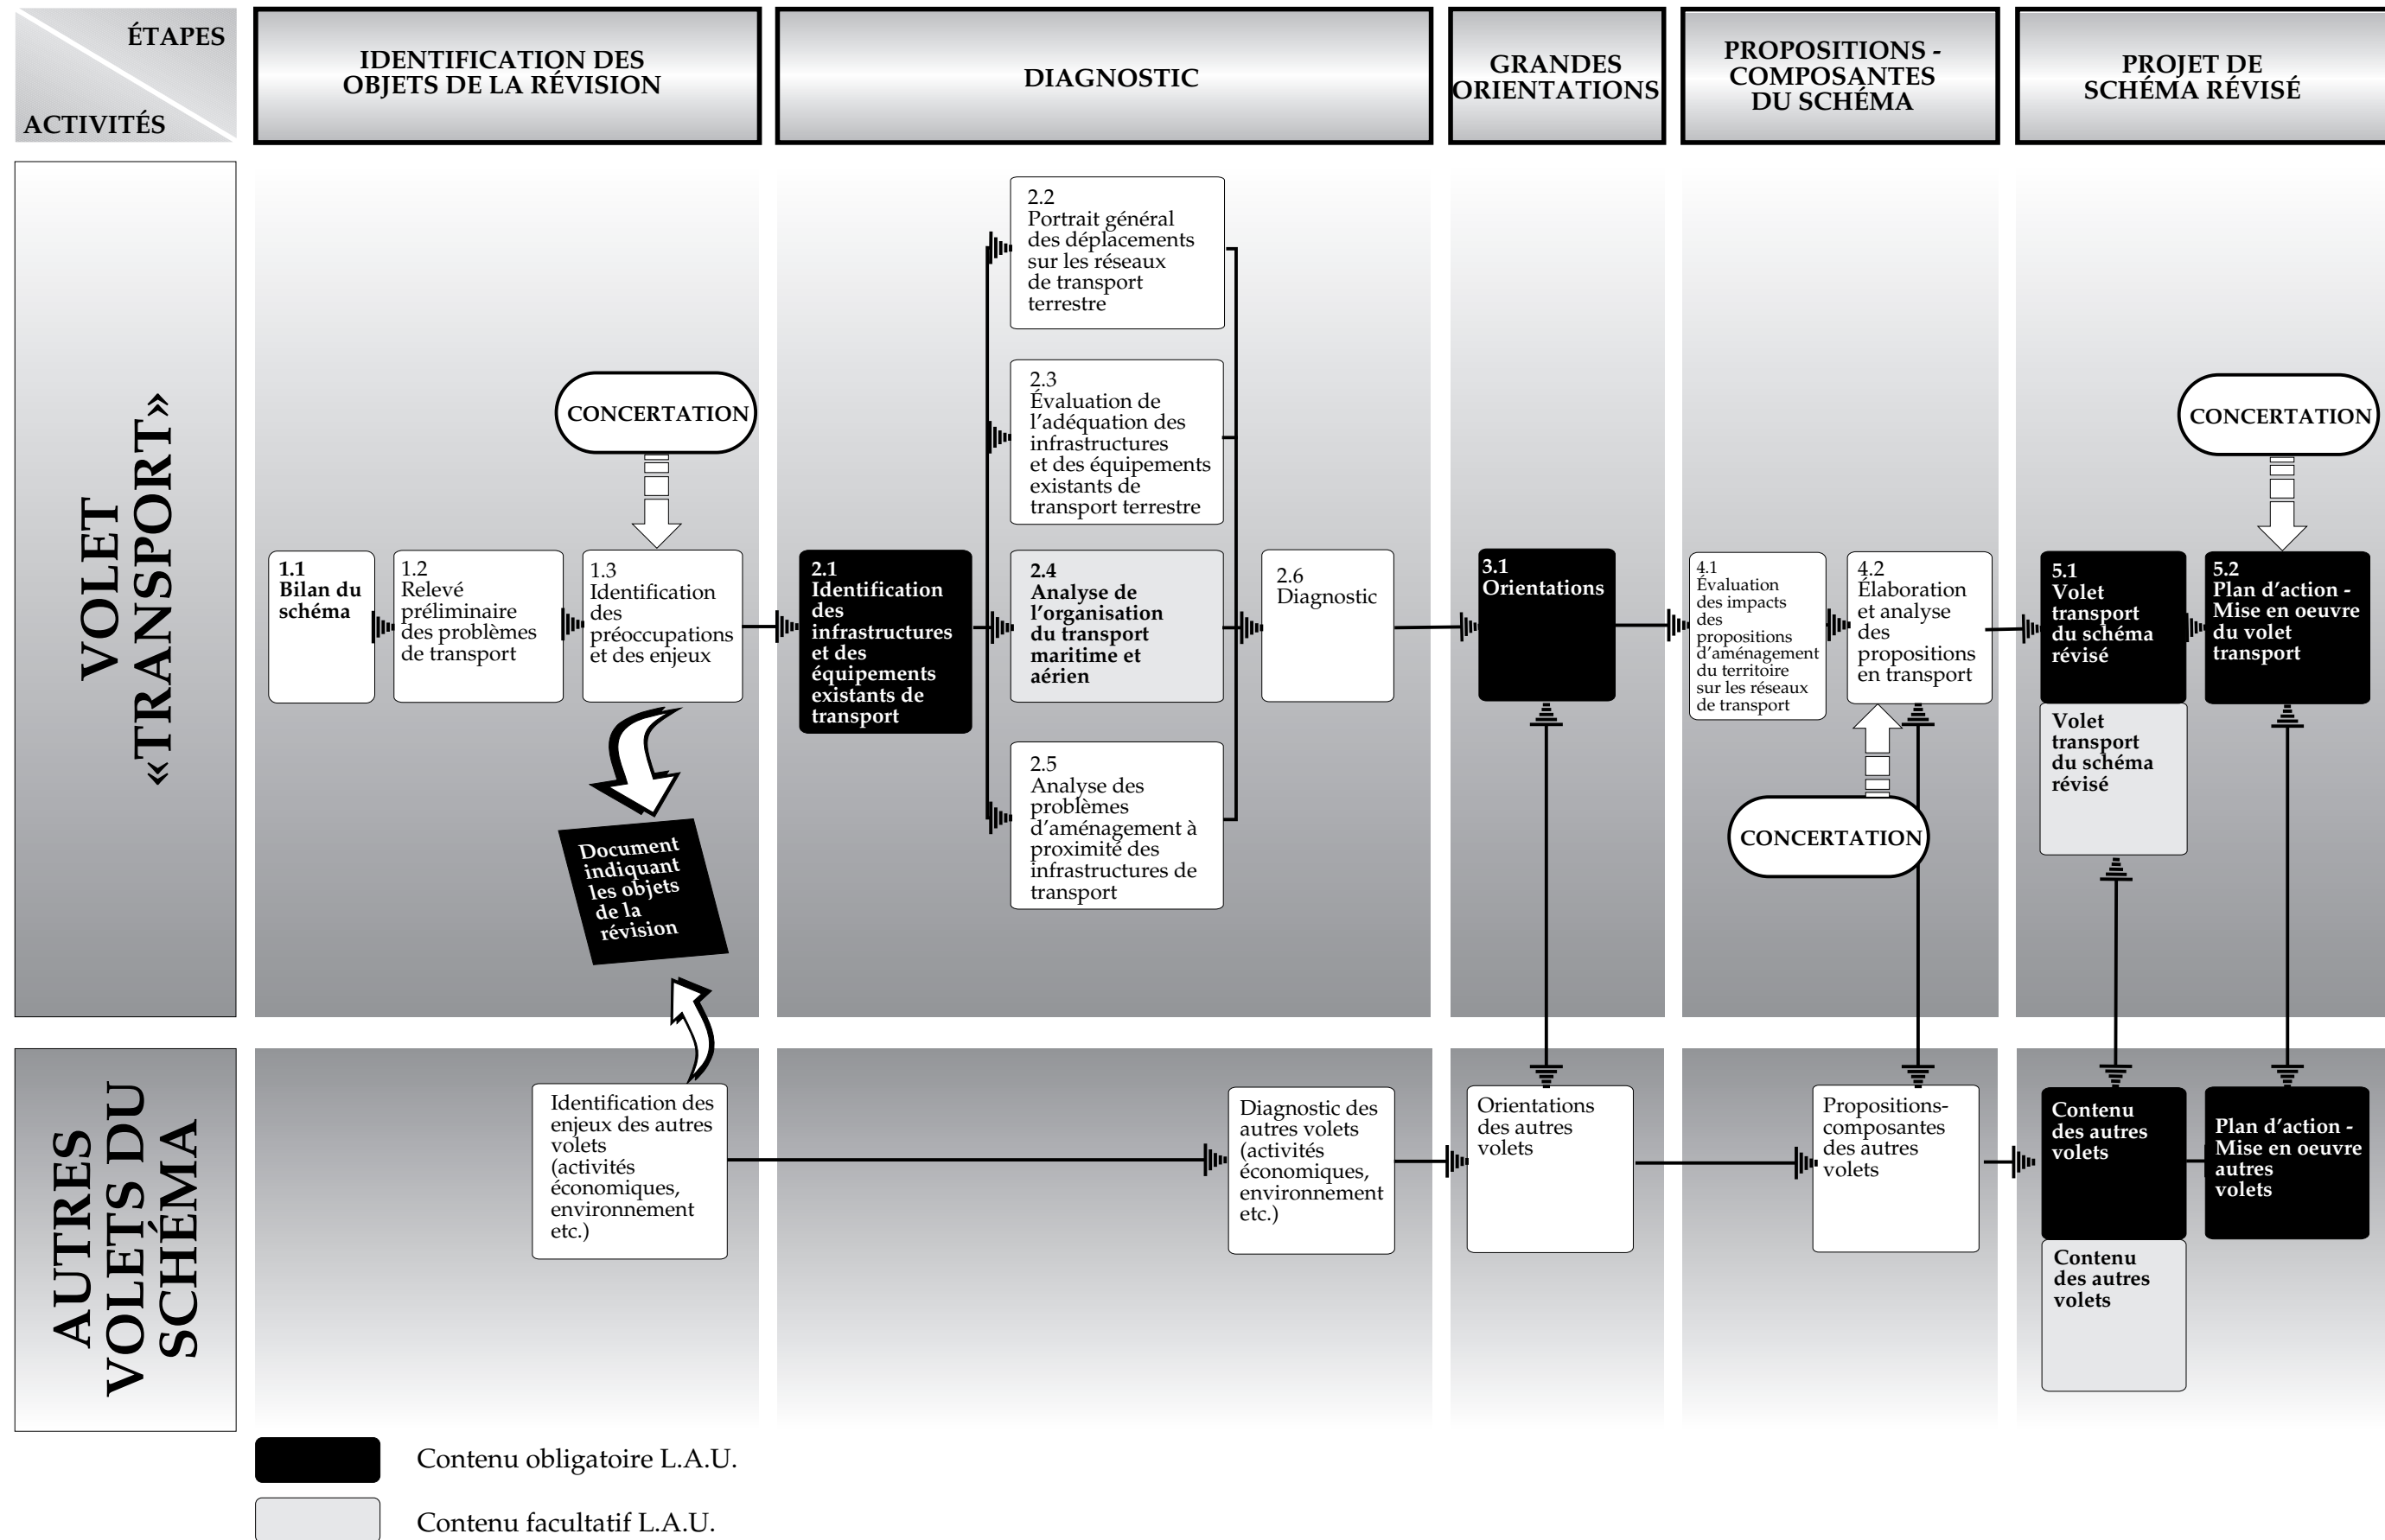 ÉTAPES
ACTIVITÉS
IDENTIFICATION DES
OBJETS DE LA RÉVISION
DIAGNOSTIC
GRANDES
ORIENTATIONS
PROPOSITIONS -
COMPOSANTES
DU SCHÉMA
PROJET DE
SCHÉMA RÉVISÉ
VOLET
«TRANSPORT»
CONCERTATION
1.1
Bilan du
schéma
1.2
Relevé
préliminaire
des problèmes
de transport
1.3
Identification
des
préoccupations
et des enjeux
Document
indiquant
les objets
de la
révision
2.1
Identification
des
infrastructures
et des
équipements
existants de
transport
2.2
Portrait général
des déplacements
sur les réseaux
de transport
terrestre
2.3
Évaluation de
l'adéquation des
infrastructures
et des équipements
existants de
transport terrestre
2.4
Analyse de
l'organisation
du transport
maritime et
aérien
2.5
Analyse des
problèmes
d'aménagement à
proximité des
infrastructures de
transport
2.6
Diagnostic
3.1
Orientations
4.1
Évaluation
des impacts
des
propositions
d'aménagement
du territoire
sur les réseaux
de transport
4.2
Élaboration
et analyse
des
propositions
en transport
CONCERTATION
CONCERTATION
5.1
Volet
transport
du schéma
révisé
Volet
transport
du schéma
révisé
5.2
Plan d'action -
Mise en oeuvre
du volet
transport
AUTRES
VOLETS DU
SCHÉMA
Identification des
enjeux des autres
volets
(activités
économiques,
environnement
etc.)
Diagnostic des
autres volets
(activités
économiques,
environnement
etc.)
Orientations
des autres
volets
Propositions-
composantes
des autres
volets
Contenu
des autres
volets
Contenu
des autres
volets
Plan d'action -
Mise en oeuvre
autres
volets
Contenu obligatoire L.A.U.
Contenu facultatif L.A.U.